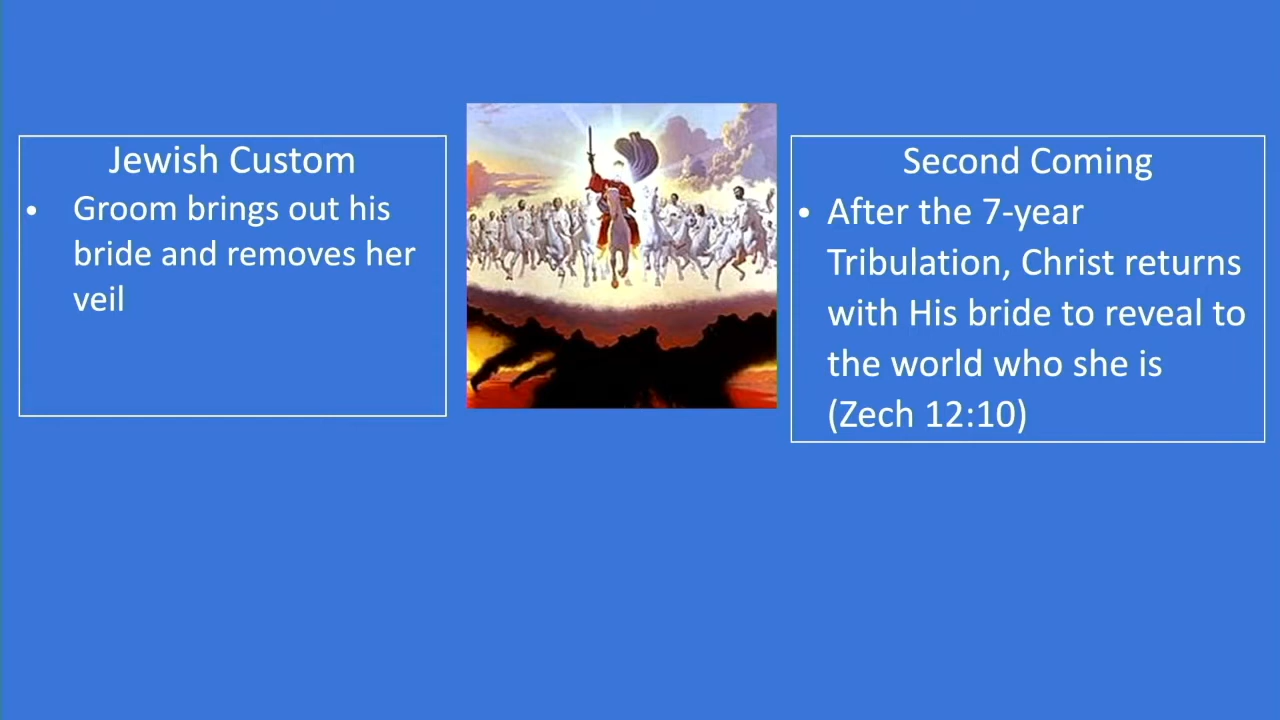 Jewish Custom
• Groom brings out his
bride and removes her
veil
Second Coming
• After the 7-year
Tribulation, Christ returns
with His bride to reveal to
the world who she is
(Zech 12:10)